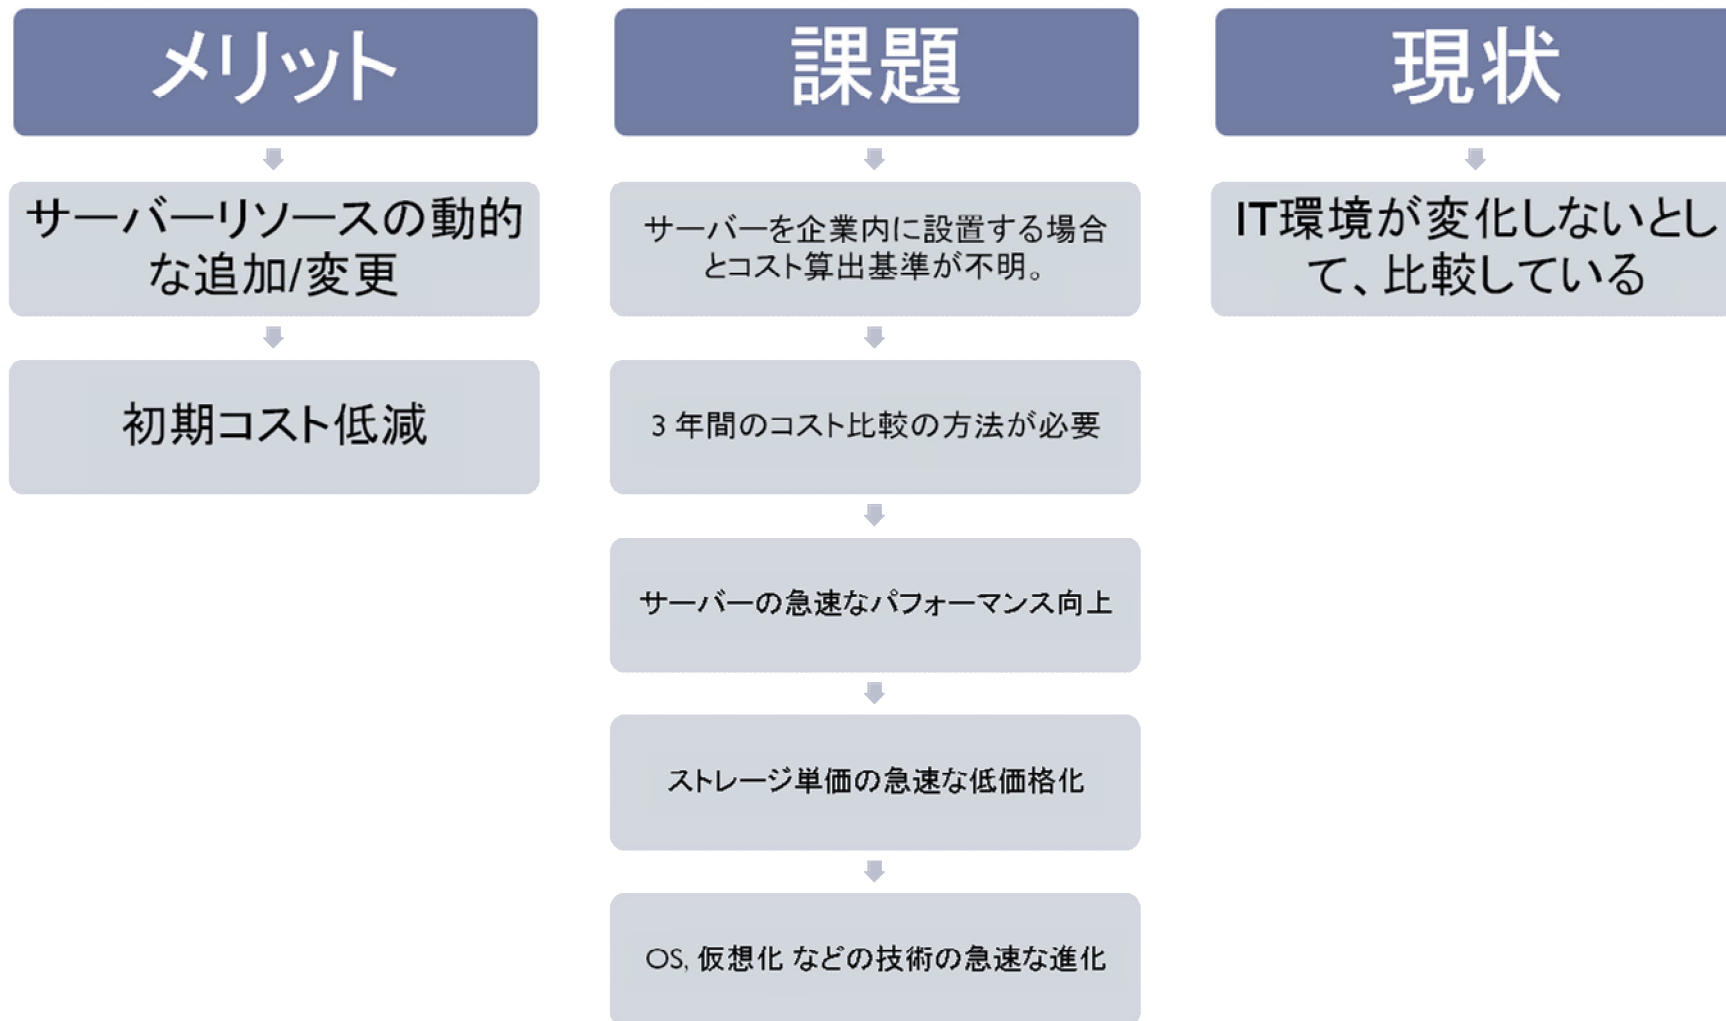 メリット
サーバーリソースの動的
な追加/変更
初期コスト低減
課題
サーバーを企業内に設置する場合
とコスト算出基準が不明。
3 年間のコスト比較の方法が必要
サーバーの急速なパフォーマンス向上
ストレージ単価の急速な低価格化
OS, 仮想化 などの技術の急速な進化
現状
IT環境が変化しないとし
て、比較している